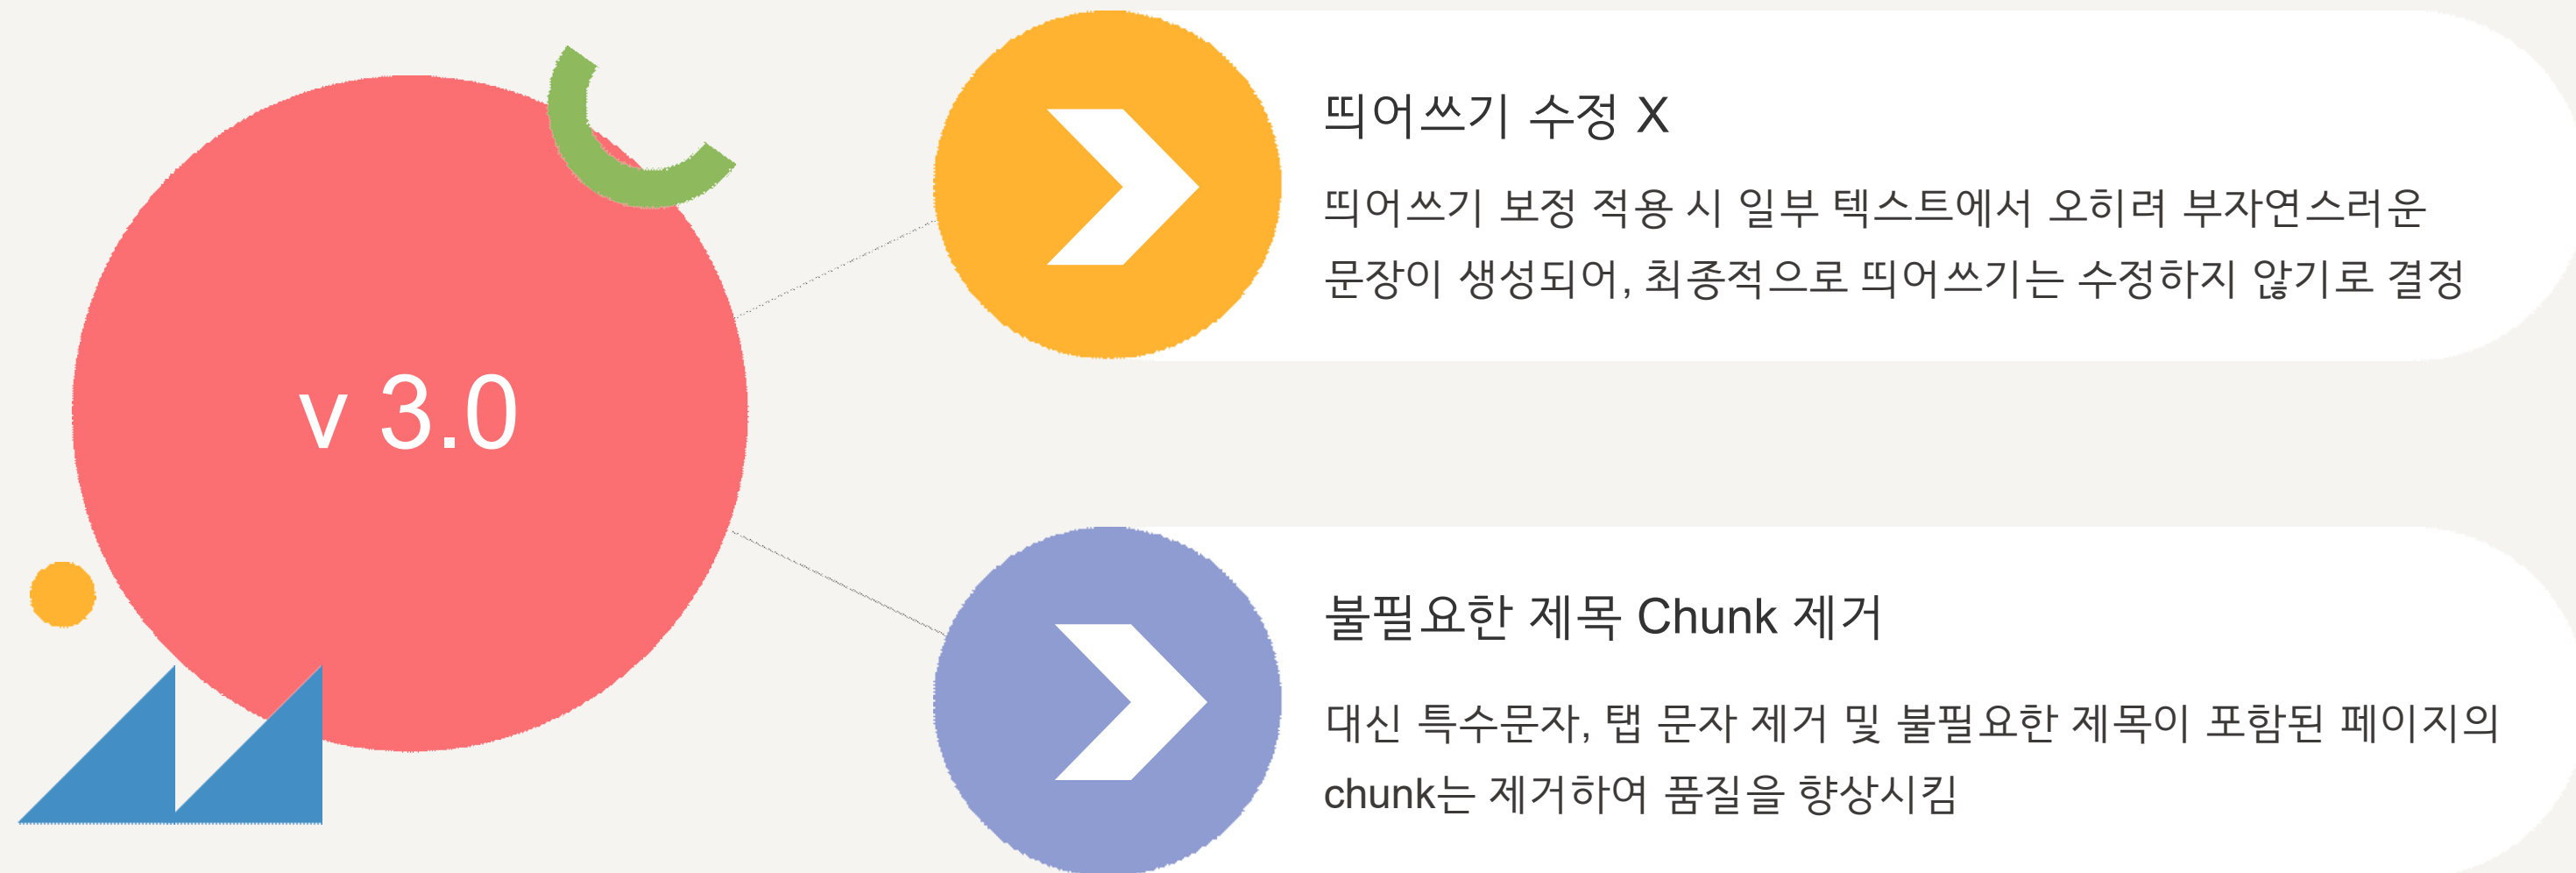 v 3.0
띄어쓰기 수정 X
띄어쓰기 보정 적용 시 일부 텍스트에서 오히려 부자연스러운
문장이 생성되어, 최종적으로 띄어쓰기는 수정하지 않기로 결정
불필요한 제목 Chunk 제거
대신 특수문자, 탭 문자 제거 및 불필요한 제목이 포함된 페이지의
chunk는 제거하여 품질을 향상시킴